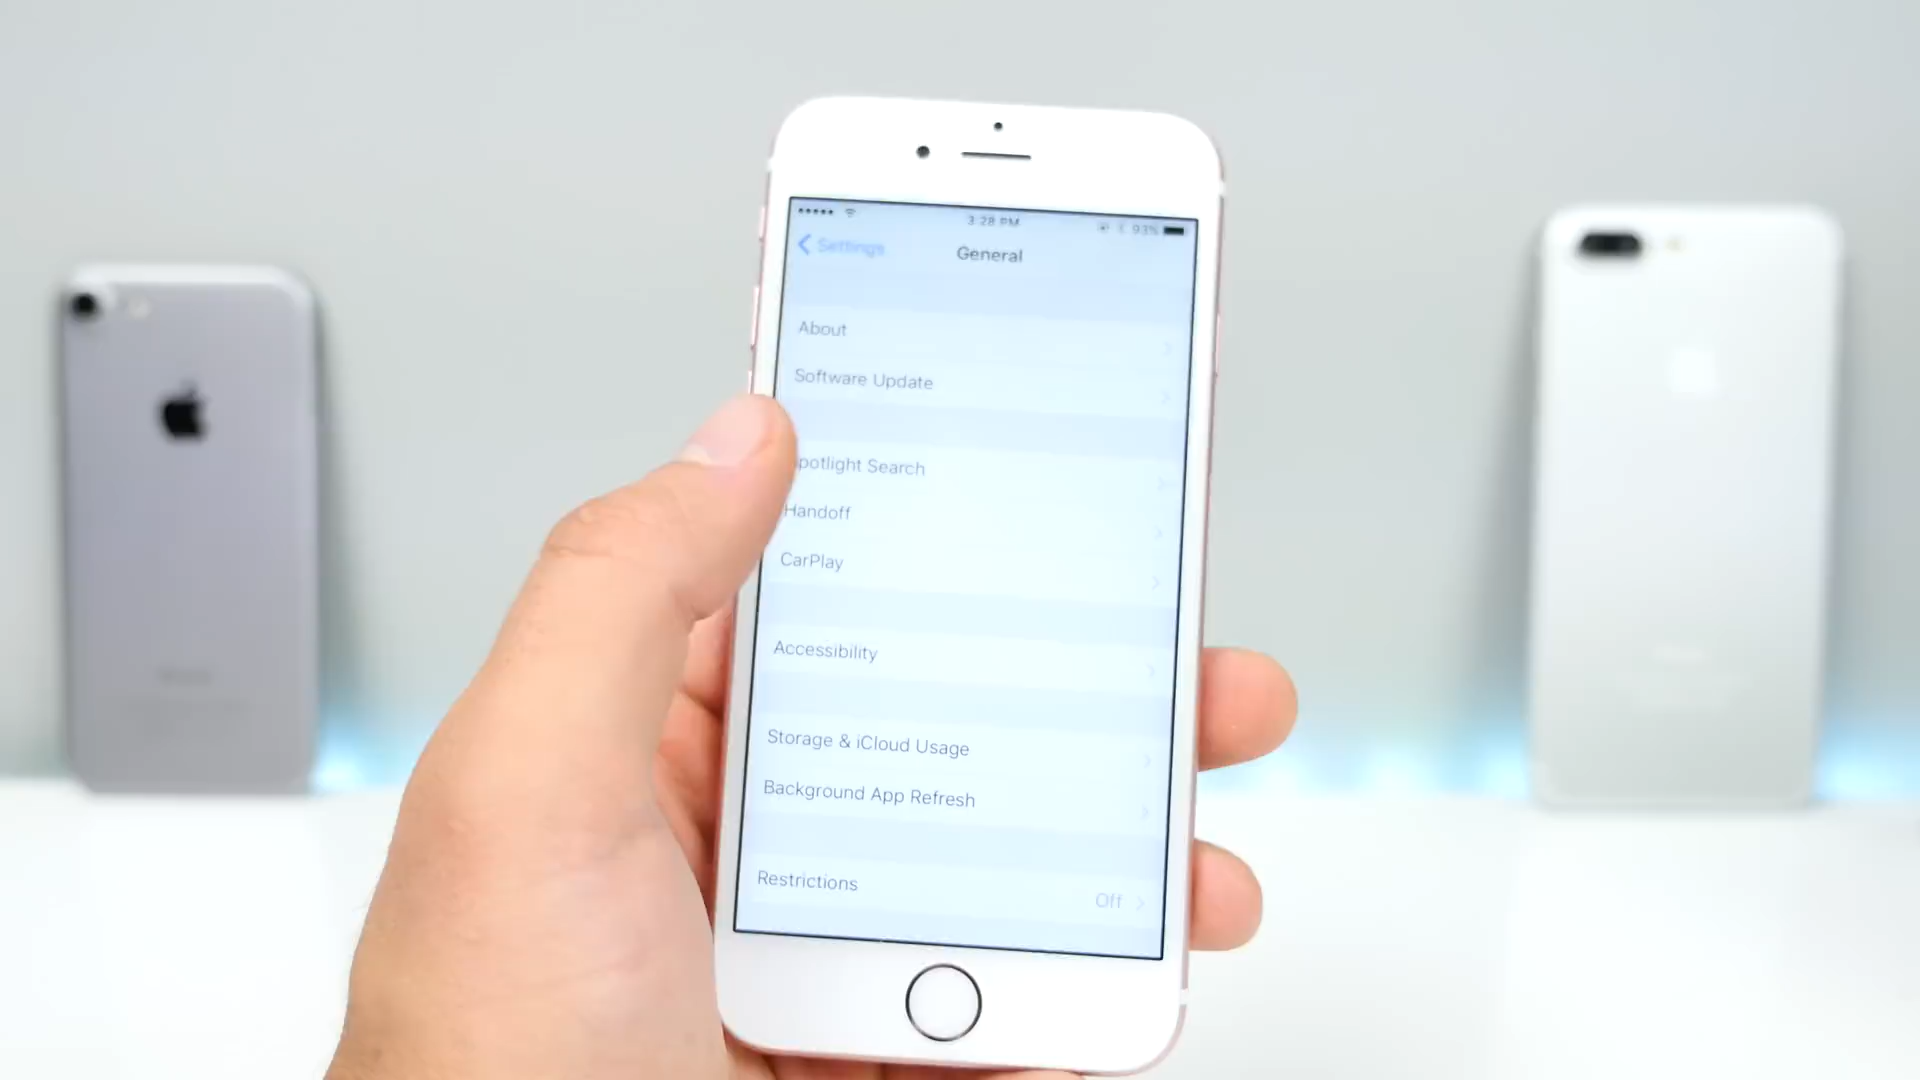 3:28 PM
93%
Settings
General
About
Software Update
potlight Search
Handoff
CarPlay
Accessibility
Storage & iCloud Usage
Background App Refresh
Restrictions
Off